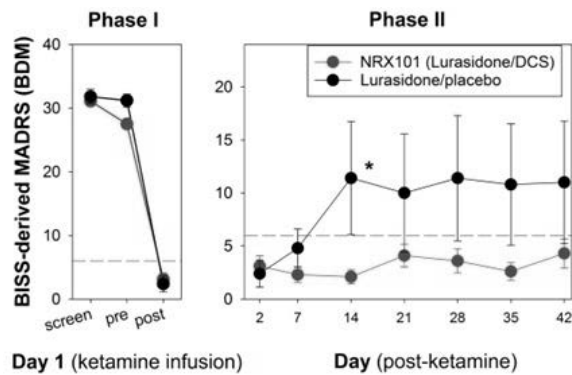 Phase I
Phase II
BISS-derived MADRS (BDM)
40
30
20
10
0
screen
pre
post
Day 1 (ketamine infusion)
NRX101 (Lurasidone/DCS)
Lurasidone/placebo
20
15
10
5
0
*
2
7
14
21
28
35
42
Day (post-ketamine)